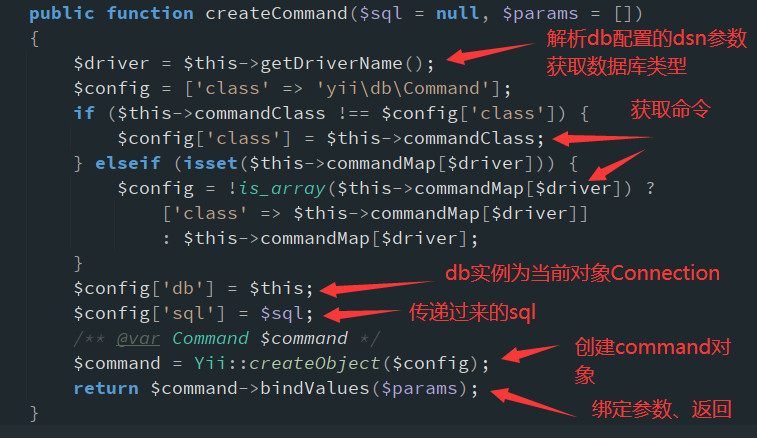 public function createCommand($sql = null, $params = [])
{
$driver = $this->getDriverName();
解析db配置的dsn参数
获取数据库类型
$config = ['class' => 'yii\db\Command'];
if ($this->commandClass !== $config['class']) {
获取命令
$config['class'] = $this->commandClass;
} elseif (isset($this->commandMap[$driver])) {
$config = !is_array($this->commandMap[$driver]) ?
['class' => $this->commandMap[$driver]]
: $this->commandMap[$driver];
}
$config['db'] = $this;
db实例为当前对象Connection
$config['sql'] = $sql;
传递过来的sql
/** @var Command $command */
$command = Yii::createObject($config);
创建command对
象
return $command->bindValues($params);
绑定参数、返回
}